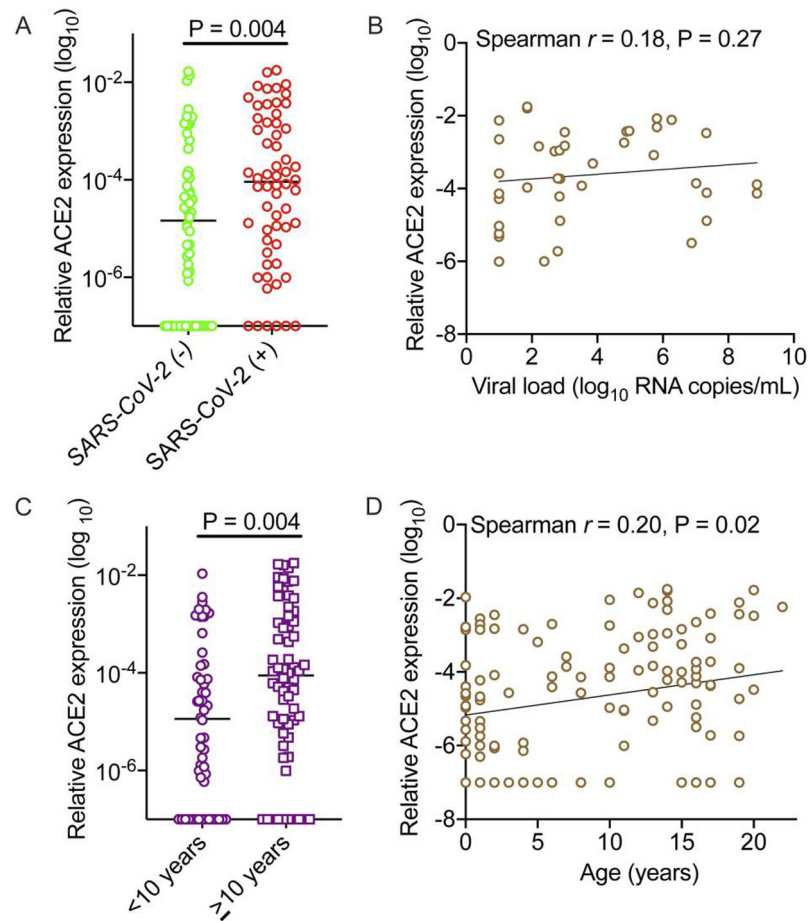 A
P = 0.004
Relative ACE2 expression (log10)
10-2
10-4
10-6
SARS-CoV-2 (-)
SARS-CoV-2 (+)
B
Spearman r = 0.18, P = 0.27
Relative ACE2 expression (log10)
0
-2
-4
-6
-8
0 2 4 6 8 10
Viral load (log10 RNA copies/mL)
C
P = 0.004
Relative ACE2 expression (log 10)
10-2
10-4
10-6
<10 years
≥10 years
D
Spearman r = 0.20, P = 0.02
Relative ACE2 expression (log10)
0
-2
-4
-6
-8
0 5 10 15 20
Age (years)